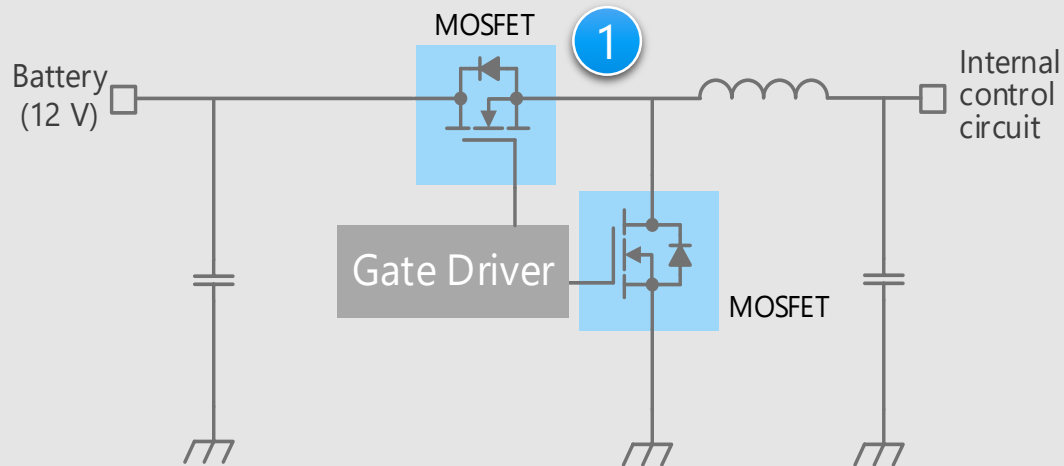 MOSFET
1
Battery
(12 V)
Internal
control
circuit
Gate Driver
MOSFET